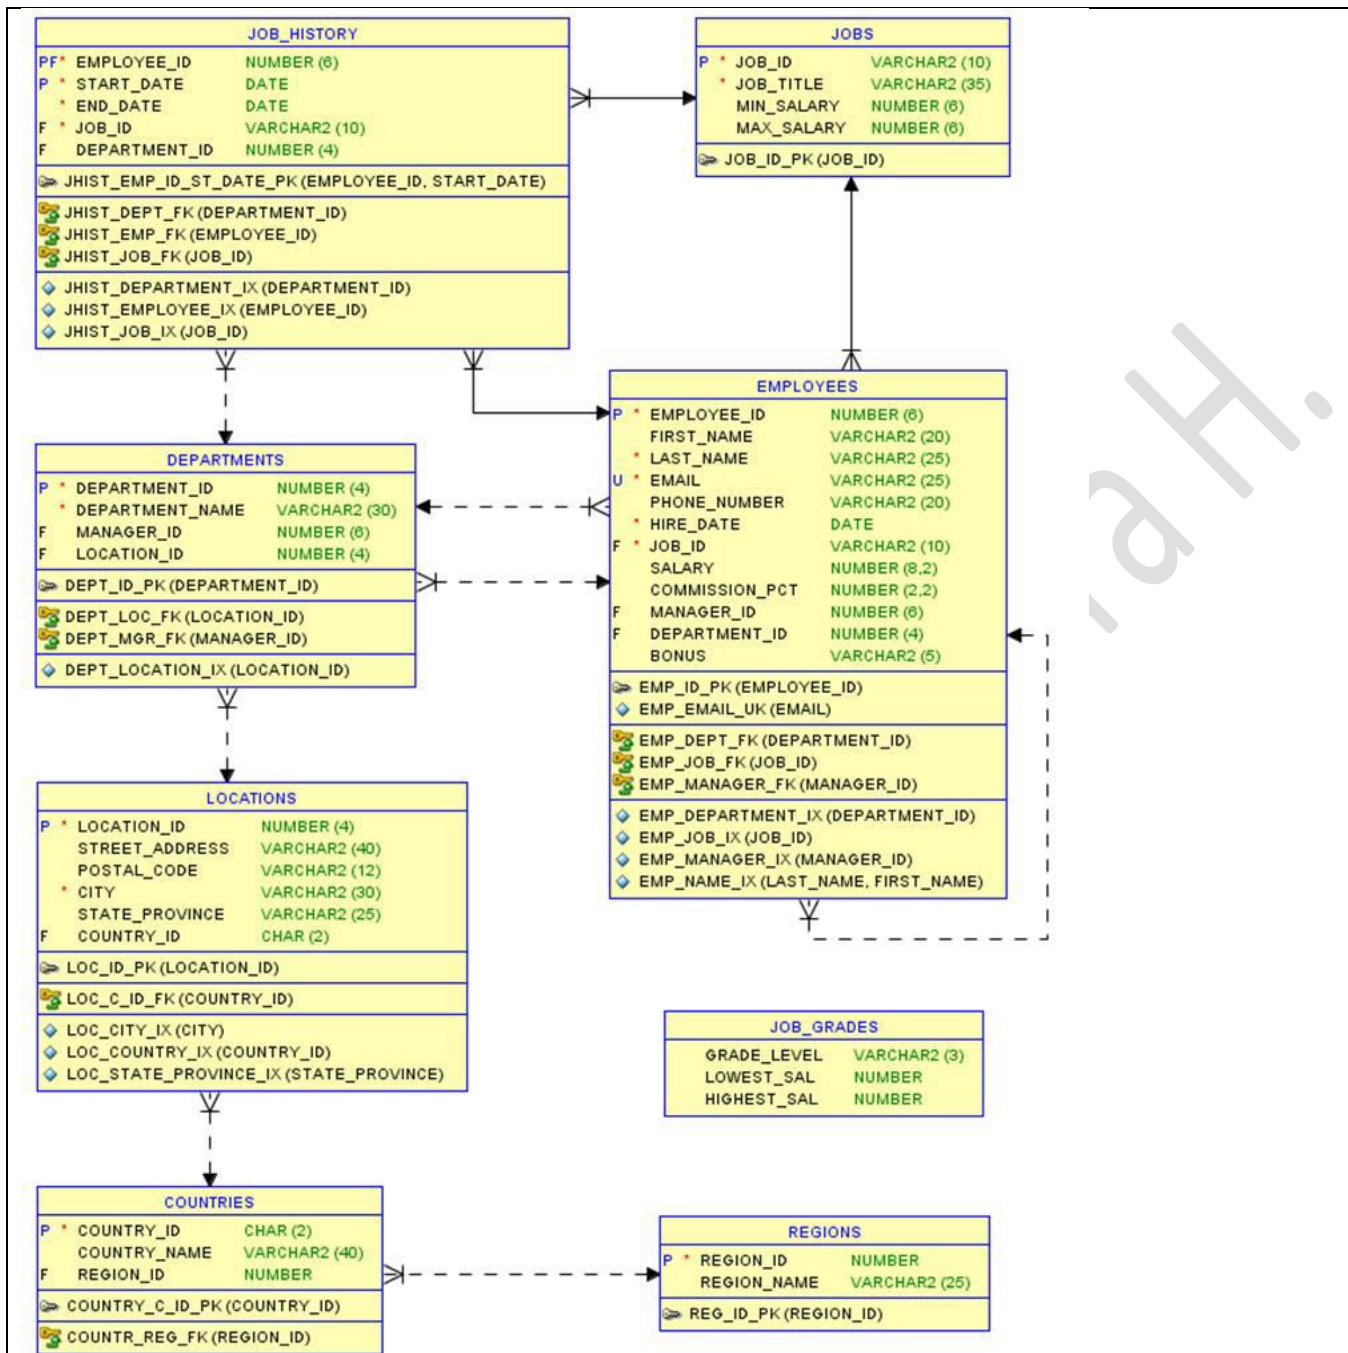 JOB_HISTORY
PF* EMPLOYEE_ID NUMBER (6)
P * START_DATE DATE
* END_DATE DATE
F * JOB_ID VARCHAR2 (10)
F DEPARTMENT_ID NUMBER (4)
JHIST_EMP_ID_ST_DATE_PK (EMPLOYEE_ID, START_DATE)
JHIST_DEPT_FK (DEPARTMENT_ID)
JHIST_EMP_FK (EMPLOYEE_ID)
JHIST_JOB_FK (JOB_ID)
JHIST_DEPARTMENT_IX (DEPARTMENT_ID)
JHIST_EMPLOYEE_IX (EMPLOYEE_ID)
JHIST_JOB_IX (JOB_ID)
JOBS
P * JOB_ID VARCHAR2 (10)
* JOB_TITLE VARCHAR2 (35)
MIN_SALARY NUMBER (6)
MAX_SALARY NUMBER (6)
JOB_ID_PK (JOB_ID)
EMPLOYEES
P * EMPLOYEE_ID NUMBER (6)
FIRST_NAME VARCHAR2 (20)
* LAST_NAME VARCHAR2 (25)
U * EMAIL VARCHAR2 (25)
PHONE_NUMBER VARCHAR2 (20)
* HIRE_DATE DATE
F * JOB_ID VARCHAR2 (10)
SALARY NUMBER (8,2)
COMMISSION_PCT NUMBER (2,2)
F MANAGER_ID NUMBER (6)
F DEPARTMENT_ID NUMBER (4)
BONUS VARCHAR2 (5)
EMP_ID_PK (EMPLOYEE_ID)
EMP_EMAIL_UK (EMAIL)
EMP_DEPT_FK (DEPARTMENT_ID)
EMP_JOB_FK (JOB_ID)
EMP_MANAGER_FK (MANAGER_ID)
EMP_DEPARTMENT_IX (DEPARTMENT_ID)
EMP_JOB_IX (JOB_ID)
EMP_MANAGER_IX (MANAGER_ID)
EMP_NAME_IX (LAST_NAME, FIRST_NAME)
DEPARTMENTS
P * DEPARTMENT_ID NUMBER (4)
* DEPARTMENT_NAME VARCHAR2 (30)
F MANAGER_ID NUMBER (6)
F LOCATION_ID NUMBER (4)
DEPT_ID_PK (DEPARTMENT_ID)
DEPT_LOC_FK (LOCATION_ID)
DEPT_MGR_FK (MANAGER_ID)
DEPT_LOCATION_IX (LOCATION_ID)
LOCATIONS
P * LOCATION_ID NUMBER (4)
STREET_ADDRESS VARCHAR2 (40)
POSTAL_CODE VARCHAR2 (12)
* CITY VARCHAR2 (30)
STATE_PROVINCE VARCHAR2 (25)
F COUNTRY_ID CHAR (2)
LOC_ID_PK (LOCATION_ID)
LOC_C_ID_FK (COUNTRY_ID)
LOC_CITY_IX (CITY)
LOC_COUNTRY_IX (COUNTRY_ID)
LOC_STATE_PROVINCE_IX (STATE_PROVINCE)
JOB_GRADES
GRADE_LEVEL VARCHAR2 (3)
LOWEST_SAL NUMBER
HIGHEST_SAL NUMBER
COUNTRIES
P * COUNTRY_ID CHAR (2)
COUNTRY_NAME VARCHAR2 (40)
F REGION_ID NUMBER
COUNTRY_C_ID_PK (COUNTRY_ID)
COUNTR_REG_FK (REGION_ID)
REGIONS
P * REGION_ID NUMBER
REGION_NAME VARCHAR2 (25)
REG_ID_PK (REGION_ID)
H.